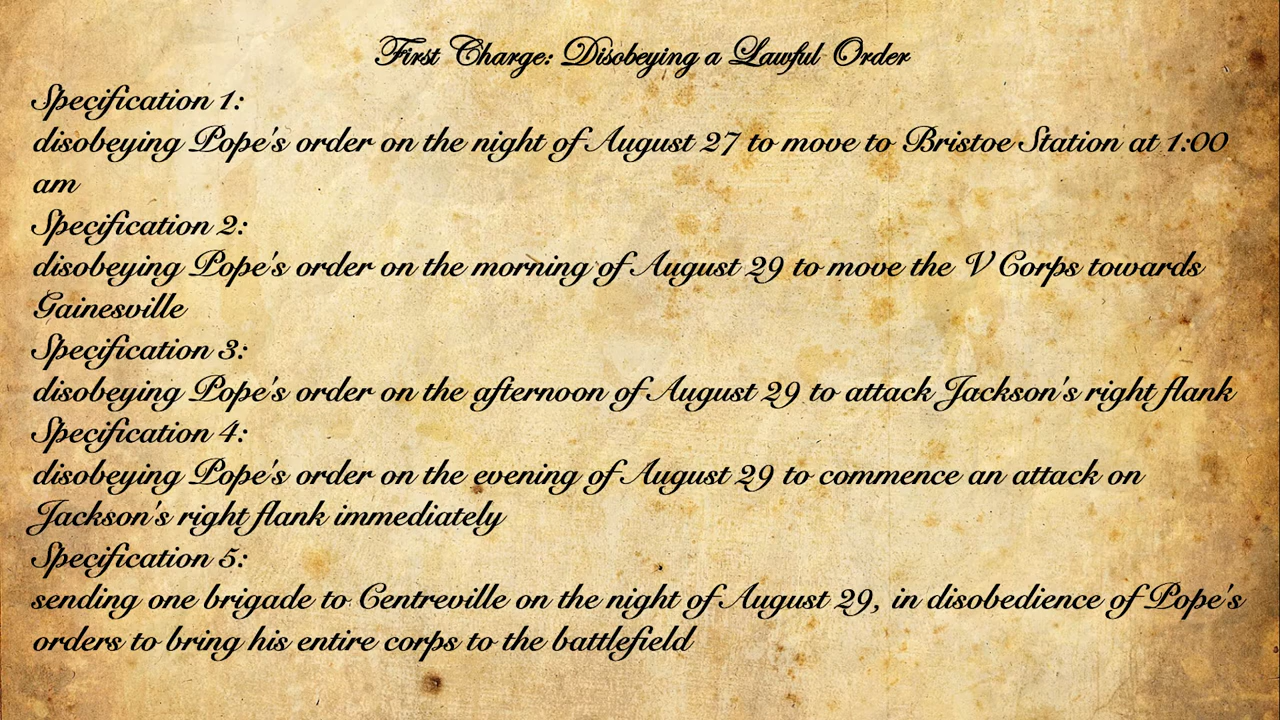 First Charge: Disobeying a Lawful Order
Specification 1:
disobeying Pope's order on the night of August 27 to move to Bristoe Station at 1:00
am
Specification 2:
disobeying Pope's order on the morning of August 29 to move the V Corps towards
Gainesville
Specification 3:
disobeying Pope's order on the afternoon of August 29 to attack Jackson's right flank
Specification 4:
disobeying Pope's order on the evening of August 29 to commence an attack on
Jackson's right flank immediately
Specification 5:
sending one brigade to Centreville on the night of August 29, in disobedience of Pope's
orders to bring his entire corps to the battlefield